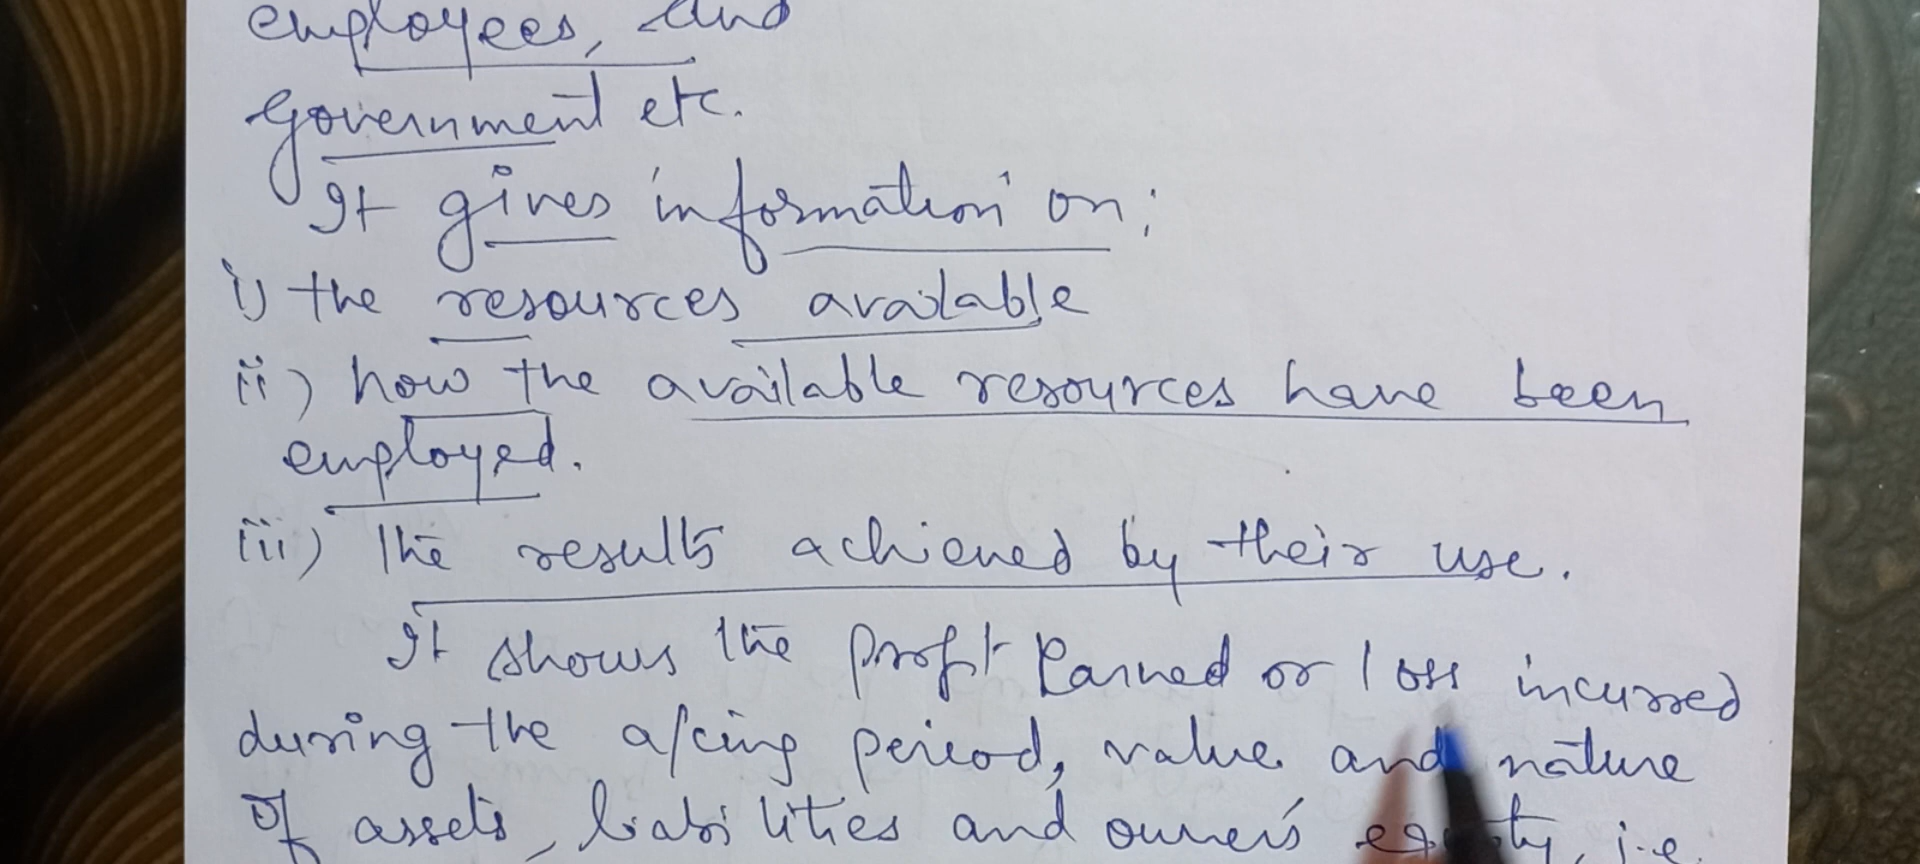 employees, and
Government etc.
It gives information on:
i) the resources available
ii) how the available resources have been
employed.
iii) The results achieved by their use.
It shows the profit earned or loss incurred
during the a/cing period, value and nature
of assets, liabilities and owner's equity, i.e.